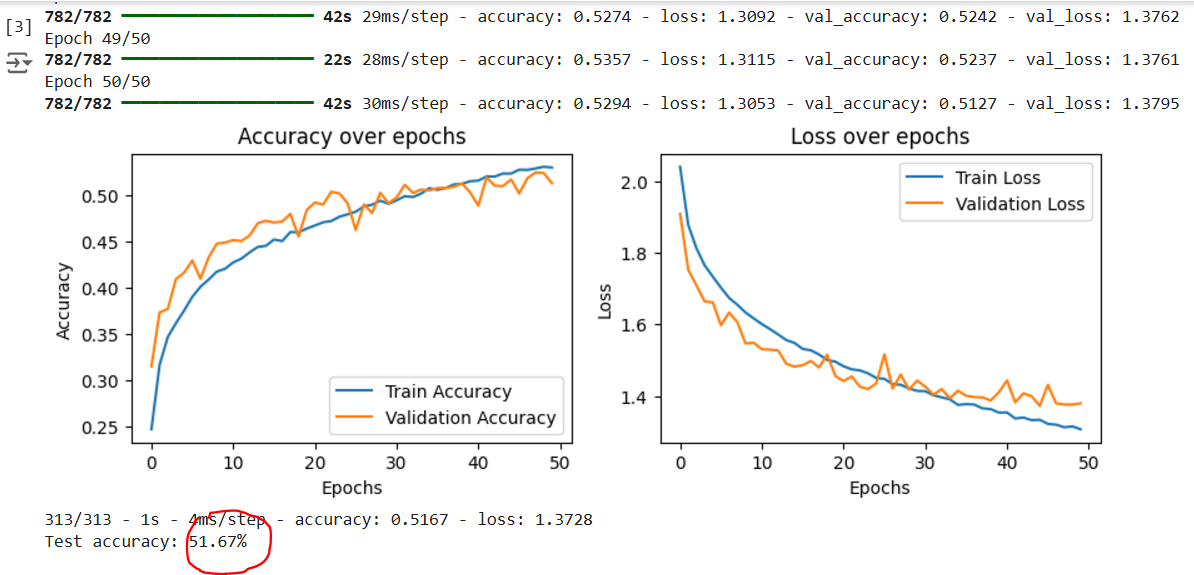 782/782 ━━━━━━━━━━━━━━━━━━━━ 42s 29ms/step - accuracy: 0.5274 - loss: 1.3092 - val_accuracy: 0.5242 - val_loss: 1.3762
[3]
Epoch 49/50
782/782 ━━━━━━━━━━━━━━━━━━━━ 22s 28ms/step - accuracy: 0.5357 - loss: 1.3115 - val_accuracy: 0.5237 - val_loss: 1.3761
Epoch 50/50
782/782 ━━━━━━━━━━━━━━━━━━━━ 42s 30ms/step - accuracy: 0.5294 - loss: 1.3053 - val_accuracy: 0.5127 - val_loss: 1.3795
Accuracy over epochs
Accuracy
0.50
0.45
0.40
0.35
0.30
0.25
Train Accuracy
Validation Accuracy
0 10 20 30 40 50
Epochs
Loss over epochs
Loss
2.0
1.8
1.6
1.4
Train Loss
Validation Loss
0 10 20 30 40 50
Epochs
313/313 - 1s - 4ms/step - accuracy: 0.5167 - loss: 1.3728
Test accuracy: 51.67%